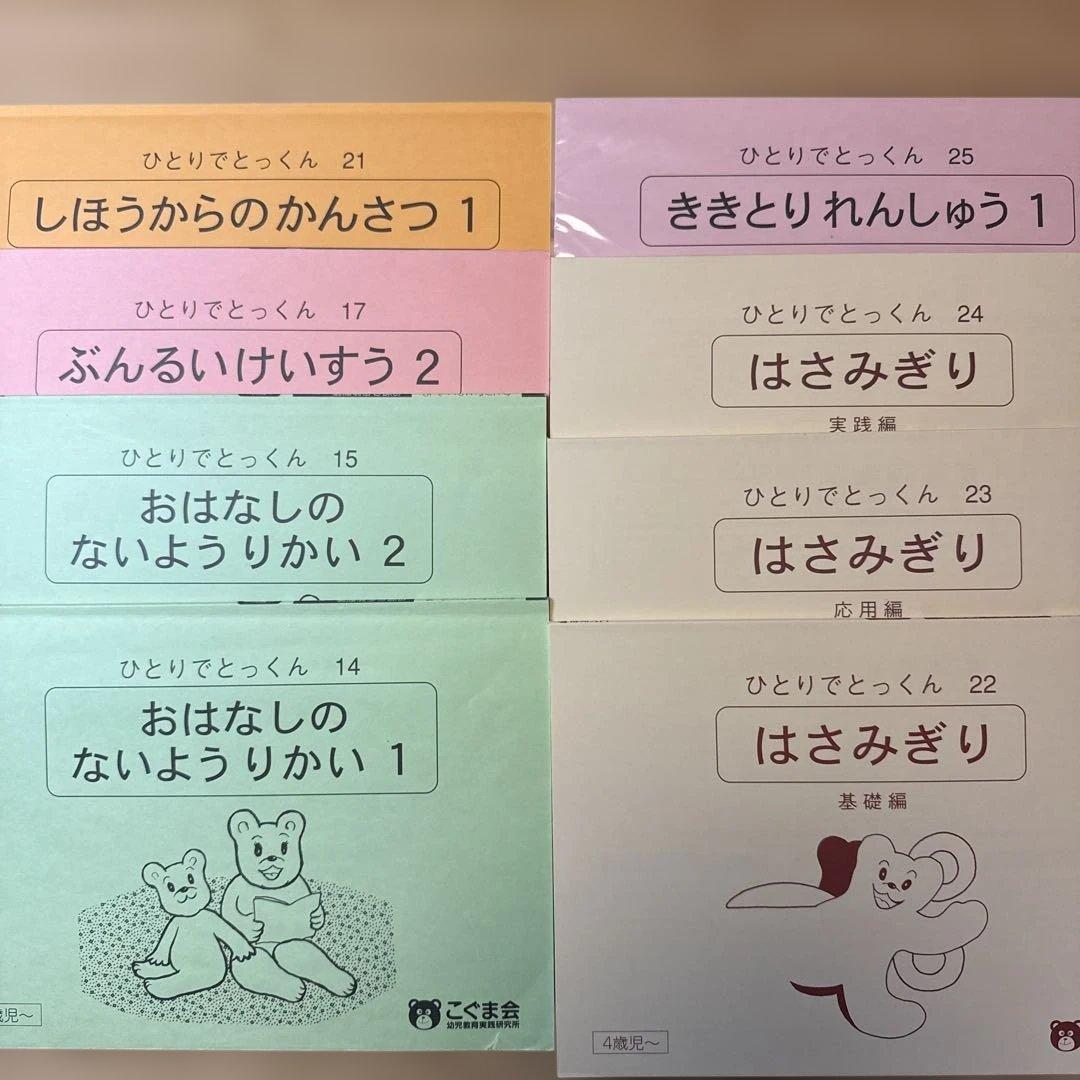 ひとりでとっくん 21
しほうからのかんさつ 1
ひとりでとっくん 17
ぶんるいけいすう 2
ひとりでとっくん 15
おはなしの
ないようりかい 2
ひとりでとっくん 14
おはなしの
ないようりかい 1
歳児〜
こぐま会
幼児教育実践研究所
ひとりでとっくん 25
ききとりれんしゅう 1
ひとりでとっくん 24
はさみぎり
実践編
ひとりでとっくん 23
はさみぎり
応用編
ひとりでとっくん 22
はさみぎり
基礎編
4歳児〜